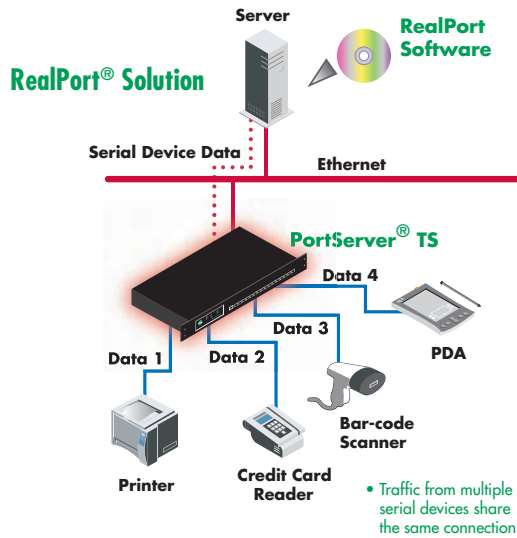 Server
RealPort
Software
RealPort® Solution
Serial Device Data
Ethernet
PortServer® TS
Data 4
Data 3
Data 1
Data 2
PDA
Bar-code
Scanner
Printer
Credit Card
Reader
• Traffic from multiple
serial devices share
the same connection